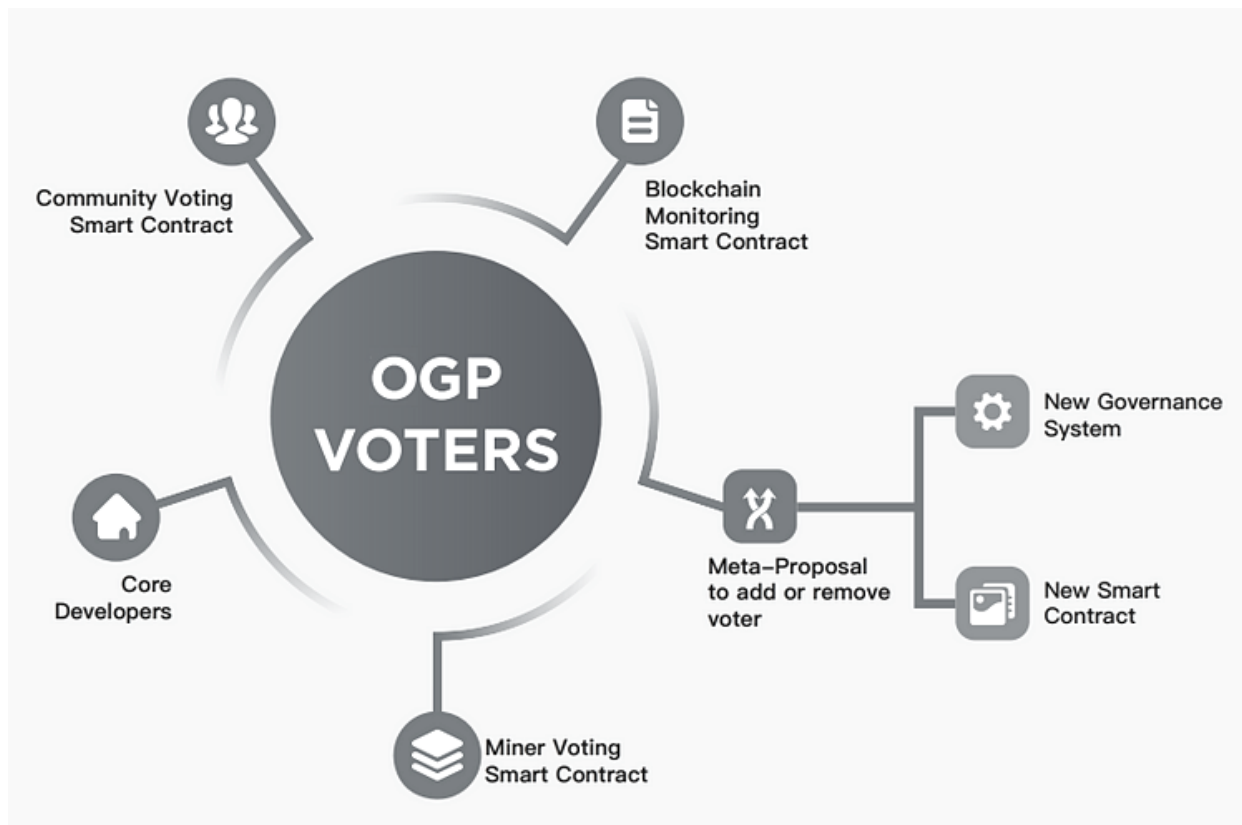 Community Voting
Smart Contract
Blockchain
Monitoring
Smart Contract
OGP
VOTERS
New Governance
System
Core
Developers
Meta–Proposal
to add or remove
voter
New Smart
Contract
Miner Voting
Smart Contract